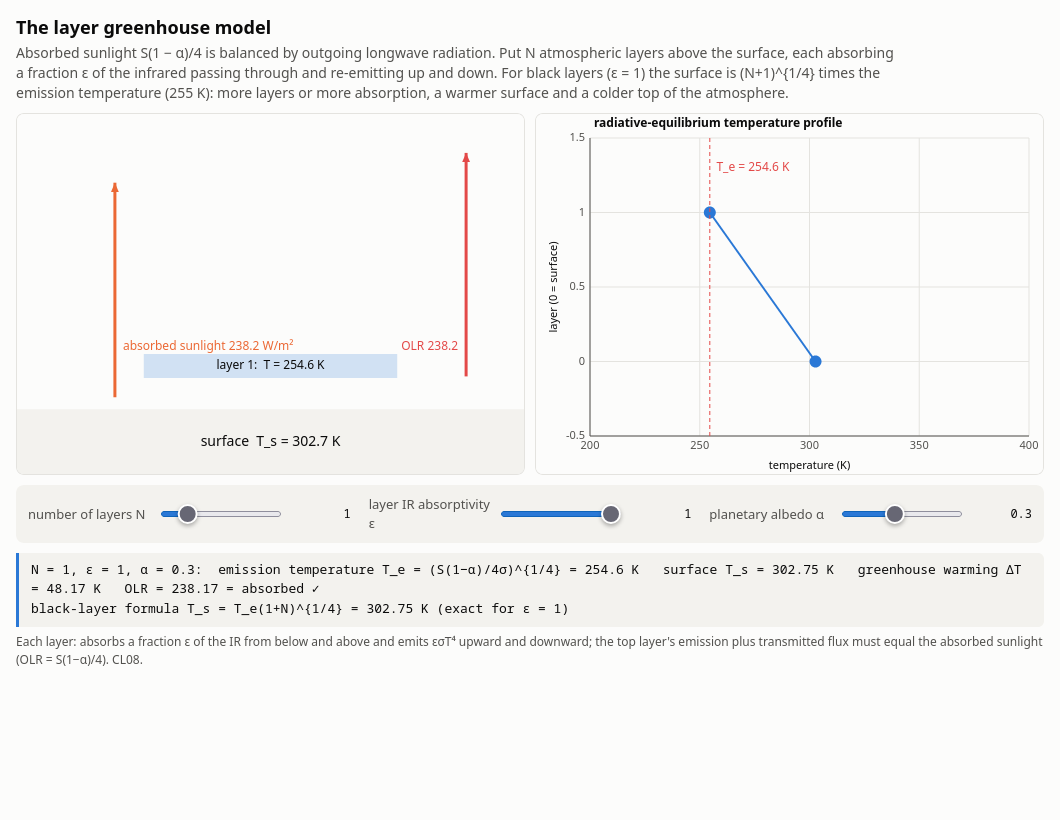 The layer greenhouse model
Absorbed sunlight S(1 − α)/4 is balanced by outgoing longwave radiation. Put N atmospheric layers above the surface, each absorbing
a fraction ε of the infrared passing through and re-emitting up and down. For black layers (ε = 1) the surface is (N+1)^{1/4} times the
emission temperature (255 K): more layers or more absorption, a warmer surface and a colder top of the atmosphere.
absorbed sunlight 238.2 W/m²
OLR 238.2
layer 1:  T = 254.6 K
surface  T_s = 302.7 K
radiative-equilibrium temperature profile
T_e = 254.6 K
1.5
1
0.5
0
-0.5
layer (0 = surface)
200 250 300 350 400
temperature (K)
number of layers N 1
layer IR absorptivity
ε
1
planetary albedo α 0.3
N = 1, ε = 1, α = 0.3:  emission temperature T_e = (S(1−α)/4σ)^{1/4} = 254.6 K   surface T_s = 302.75 K   greenhouse warming ΔT
= 48.17 K   OLR = 238.17 = absorbed ✓
black-layer formula T_s = T_e(1+N)^{1/4} = 302.75 K (exact for ε = 1)
Each layer: absorbs a fraction ε of the IR from below and above and emits εσT⁴ upward and downward; the top layer's emission plus transmitted flux must equal the absorbed sunlight
(OLR = S(1−α)/4). CL08.